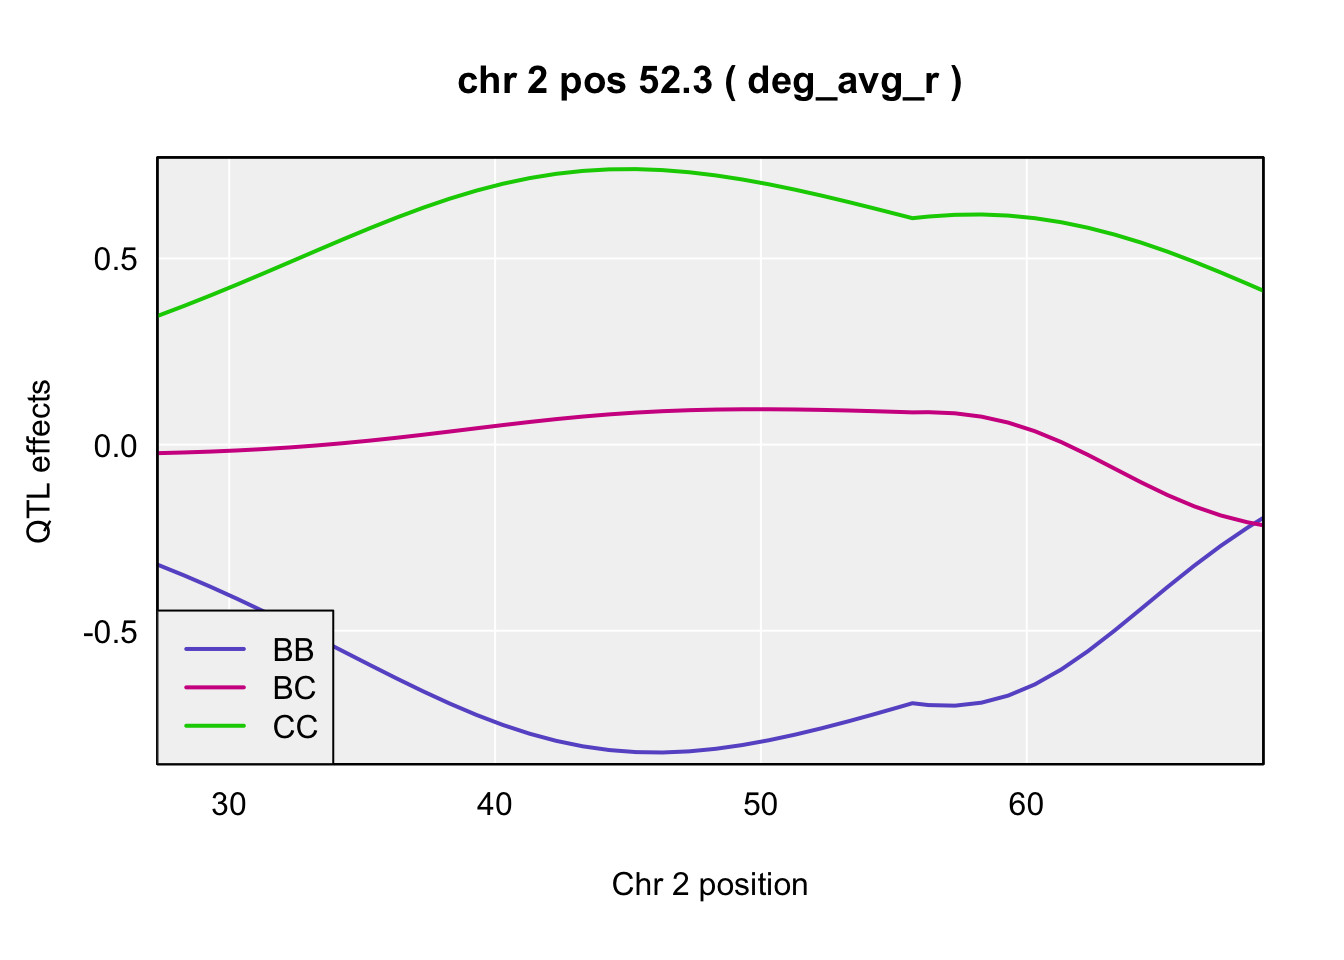 chr 2 pos 52.3 ( deg_avg_r )
QTL effects
0.5
0.0
-0.5
BB
BC
CC
30 40 50 60
Chr 2 position